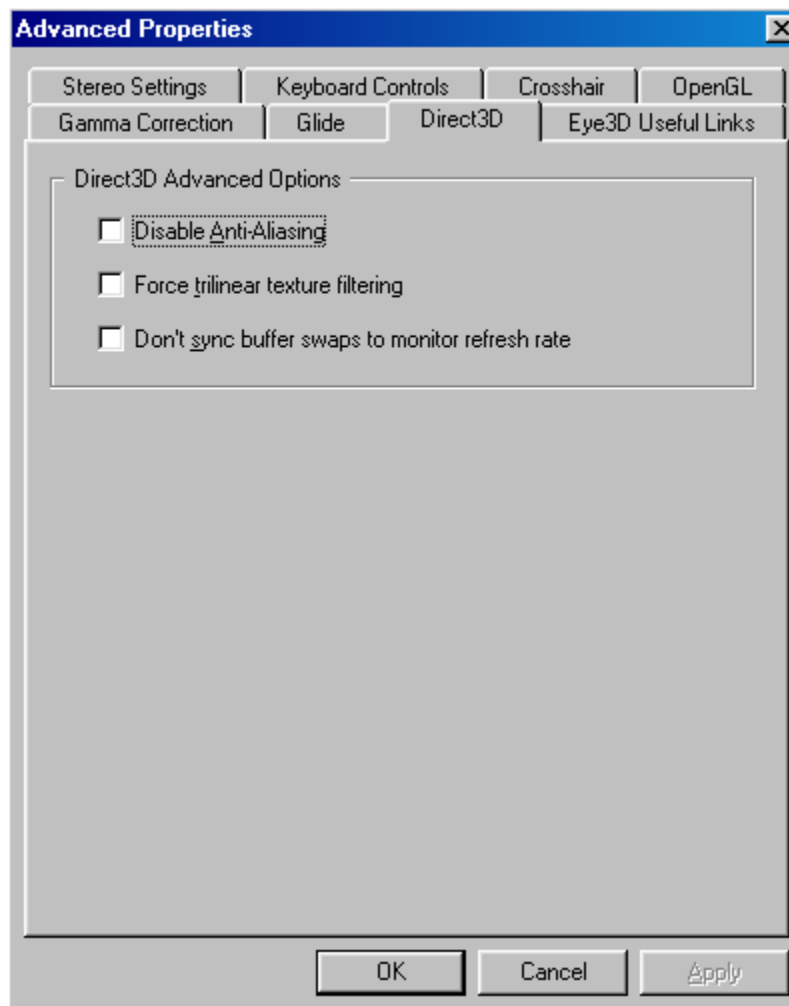 Advanced Properties
Stereo Settings Keyboard Controls Crosshair OpenGL
Gamma Correction Glide Direct3D Eye3D Useful Links
Direct3D Advanced Options
Disable Anti-Aliasing
Force trilinear texture filtering
Don't sync buffer swaps to monitor refresh rate
OK Cancel Apply